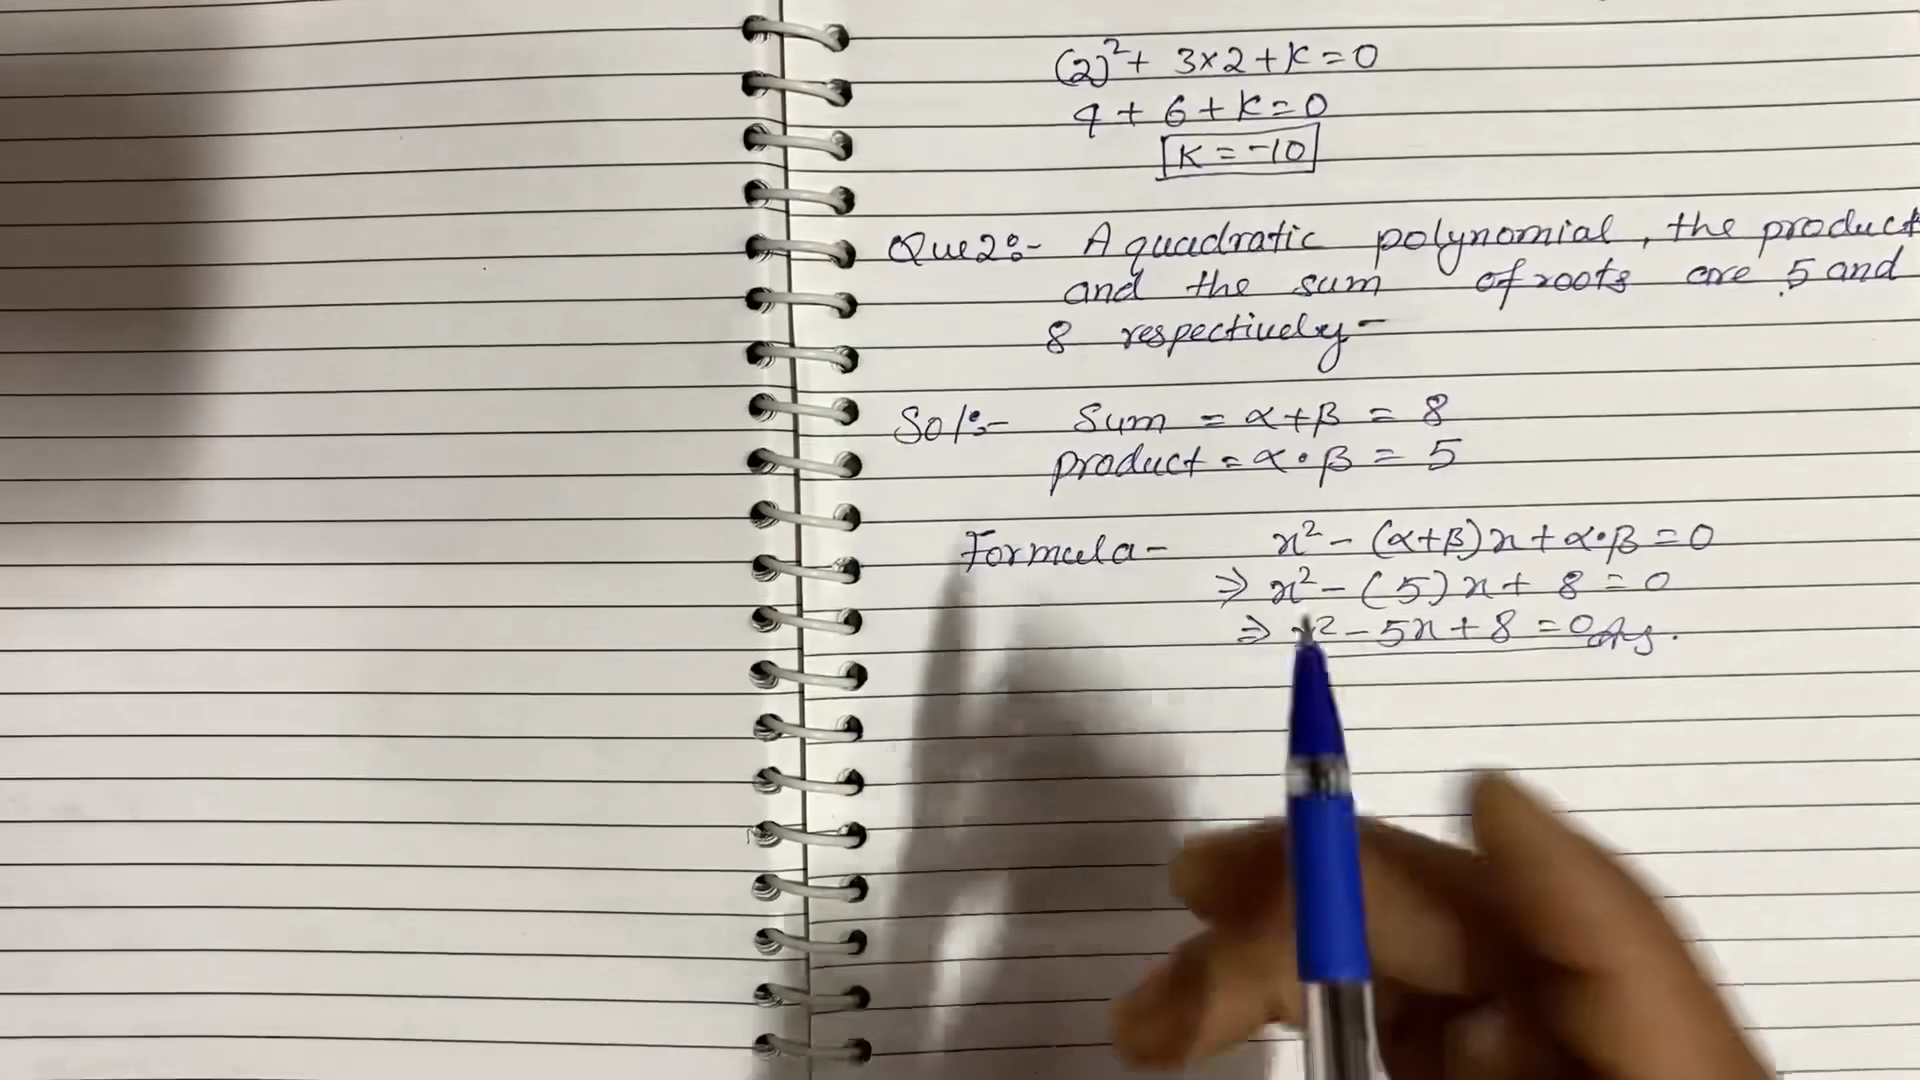 (2)² + 3×2 + K = 0
4 + 6 + K = 0
K = -10
Que2:- A quadratic polynomial, the product
and the sum of roots are 5 and
8 respectively-
Sol:- Sum = α+β = 8
product = α·β = 5
Formula- x² - (α+β)x + α·β = 0
⇒ x² - (5)x + 8 = 0
⇒ x² - 5x + 8 = 0 Ans.